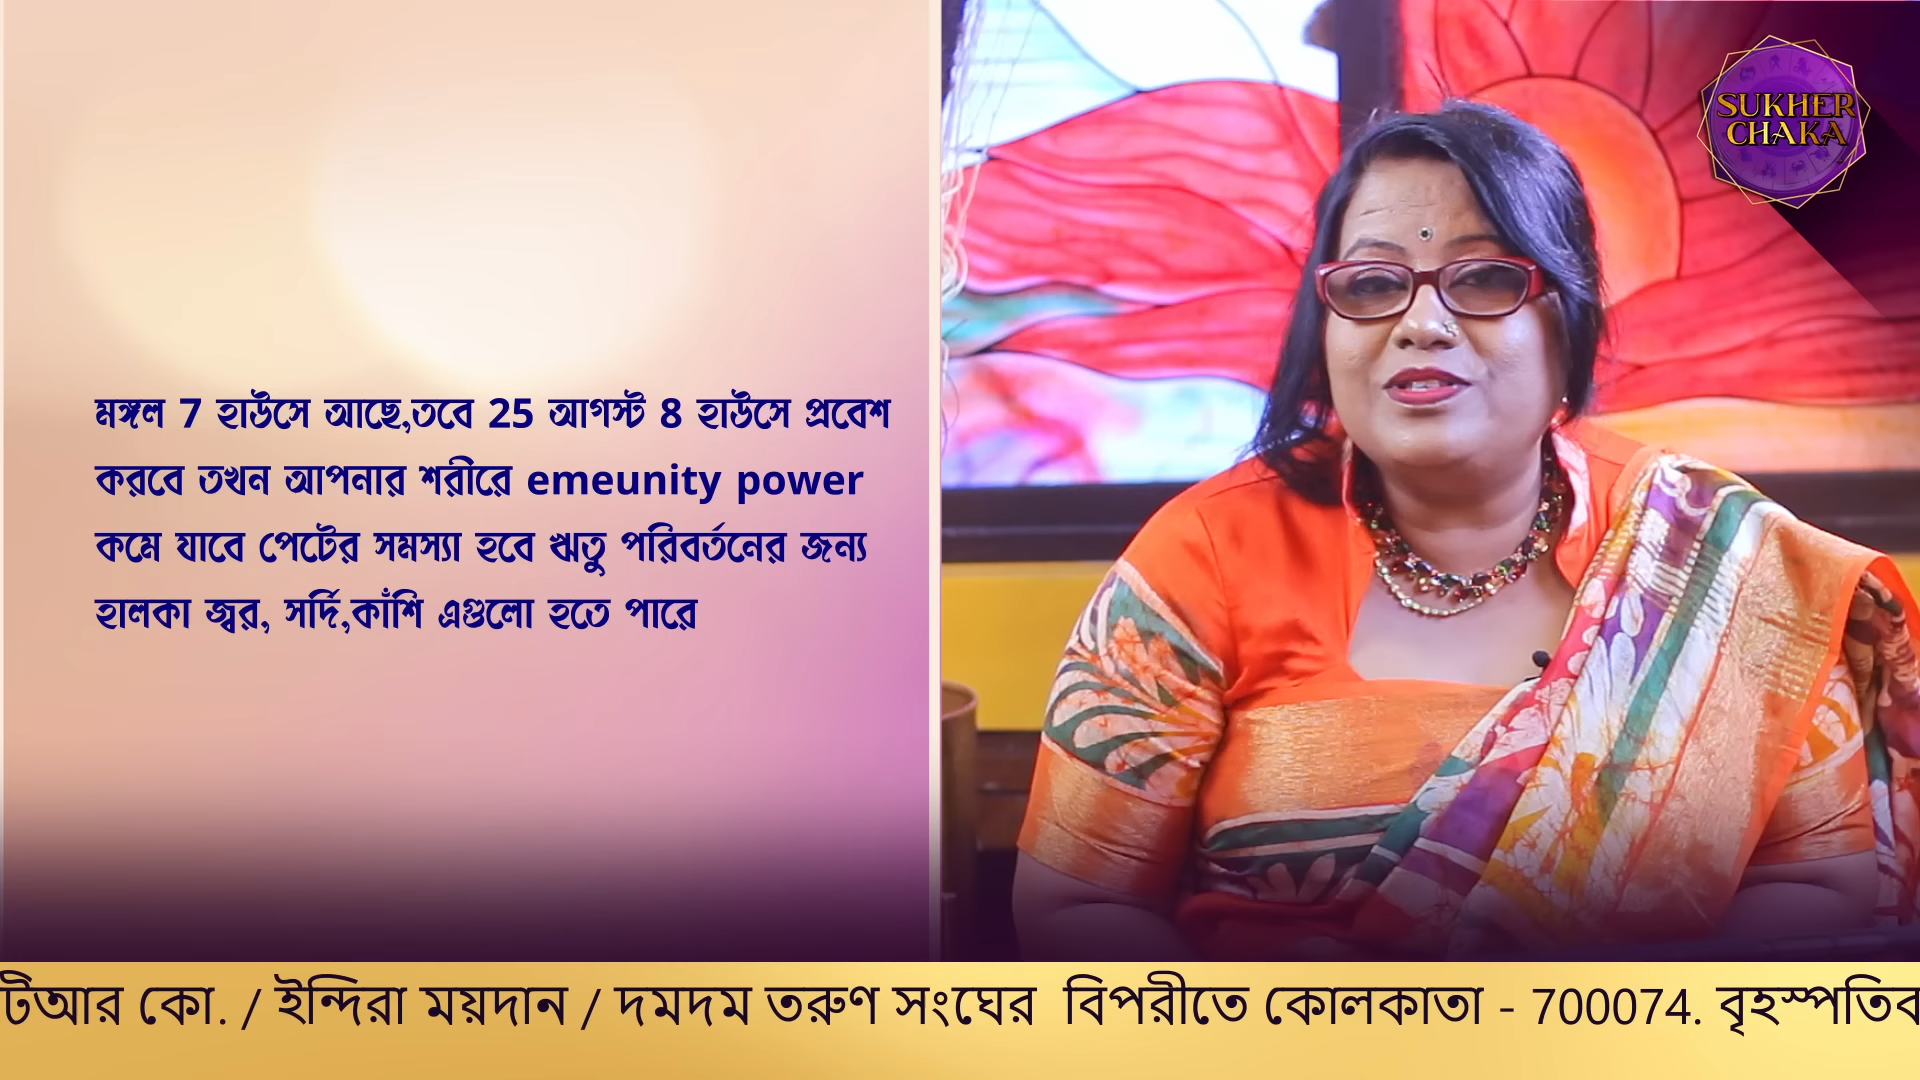 SUKHER
CHAKA
মঙ্গল 7 হাউসে আছে,তবে 25 আগস্ট 8 হাউসে প্রবেশ
করবে তখন আপনার শরীরে emeunity power
কমে যাবে পেটের সমস্যা হবে ঋতু পরিবর্তনের জন্য
হালকা জ্বর, সর্দি,কাঁশি এগুলো হতে পারে
টিআর কো. / ইন্দিরা ময়দান / দমদম তরুণ সংঘের বিপরীতে কোলকাতা - 700074. বৃহস্পতিব